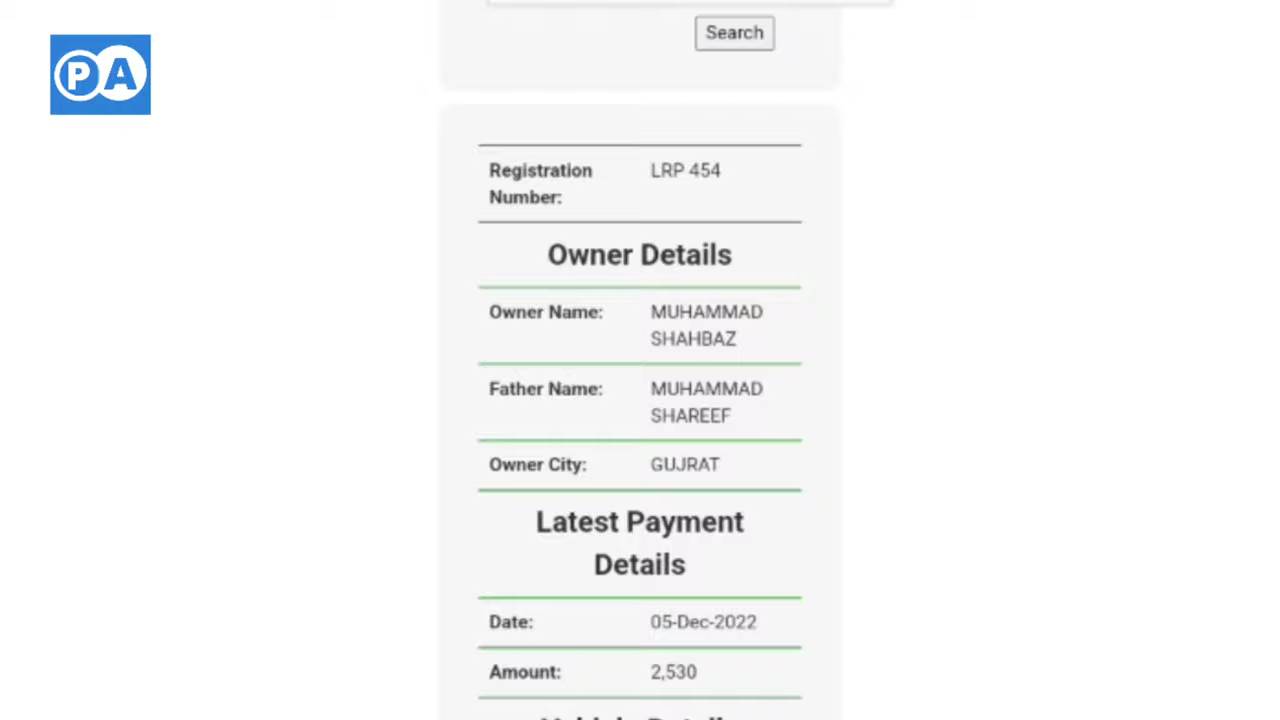 PA
Search
Registration Number: LRP 454
Owner Details
Owner Name: MUHAMMAD SHAHBAZ
Father Name: MUHAMMAD SHAREEF
Owner City: GUJRAT
Latest Payment
Details
Date: 05-Dec-2022
Amount: 2,530